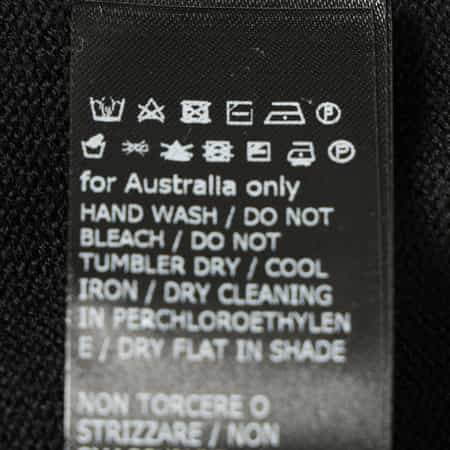 for Australia only
HAND WASH / DO NOT
BLEACH / DO NOT
TUMBLER DRY / COOL
IRON / DRY CLEANING
IN PERCHLOROETHYLEN
E / DRY FLAT IN SHADE
NON TORCERE O
STRIZZARE / NON